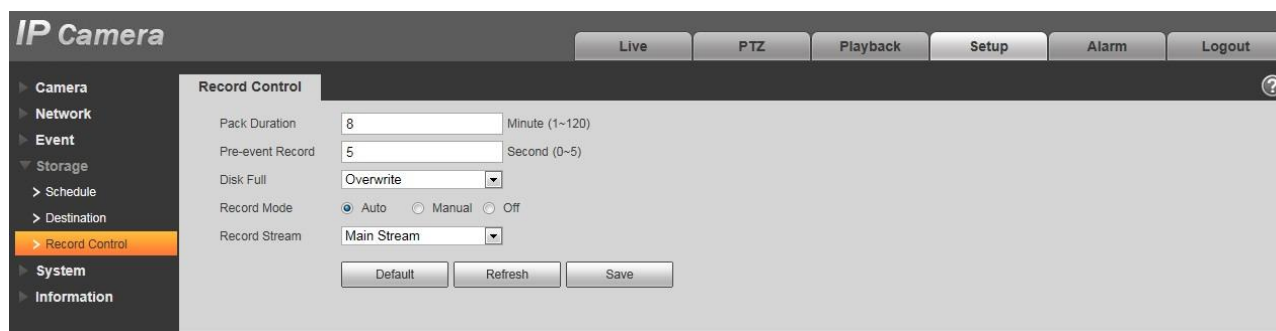 IP Camera
Live PTZ Playback Setup Alarm Logout
Camera
Network
Event
Storage
> Schedule
> Destination
> Record Control
System
Information
Record Control
?
Pack Duration 8 Minute (1~120)
Pre-event Record 5 Second (0~5)
Disk Full Overwrite
Record Mode Auto Manual Off
Record Stream Main Stream
Default Refresh Save